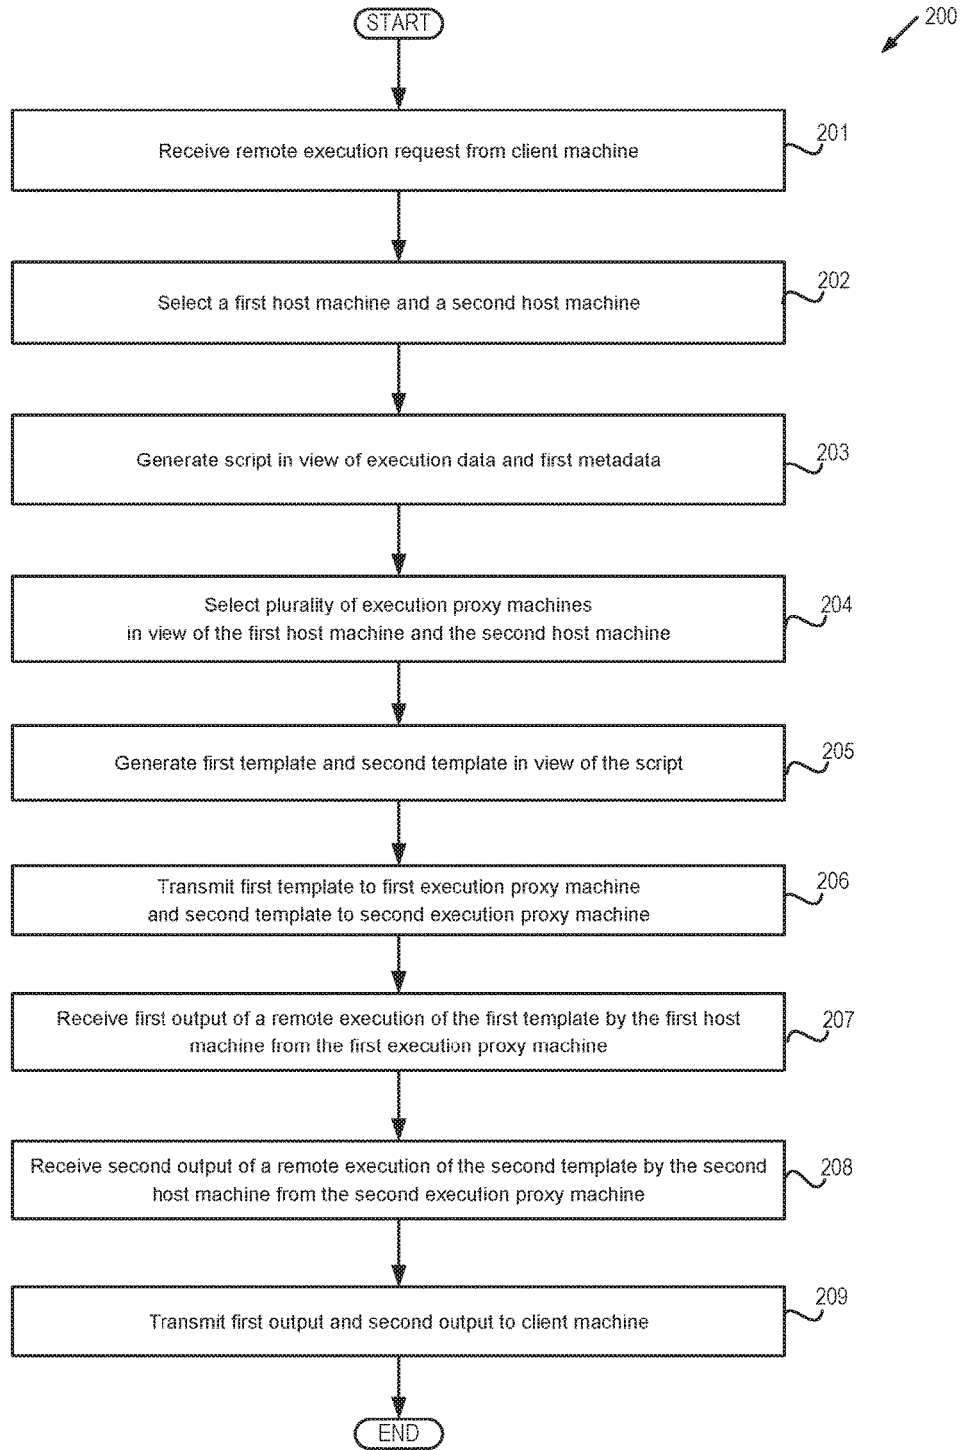 START
200
Receive remote execution request from client machine
201
Select a first host machine and a second host machine
202
Generate script in view of execution data and first metadata
203
Select plurality of execution proxy machines
in view of the first host machine and the second host machine
204
Generate first template and second template in view of the script
205
Transmit first template to first execution proxy machine
and second template to second execution proxy machine
206
Receive first output of a remote execution of the first template by the first host
machine from the first execution proxy machine
207
Receive second output of a remote execution of the second template by the second
host machine from the second execution proxy machine
208
Transmit first output and second output to client machine
209
END